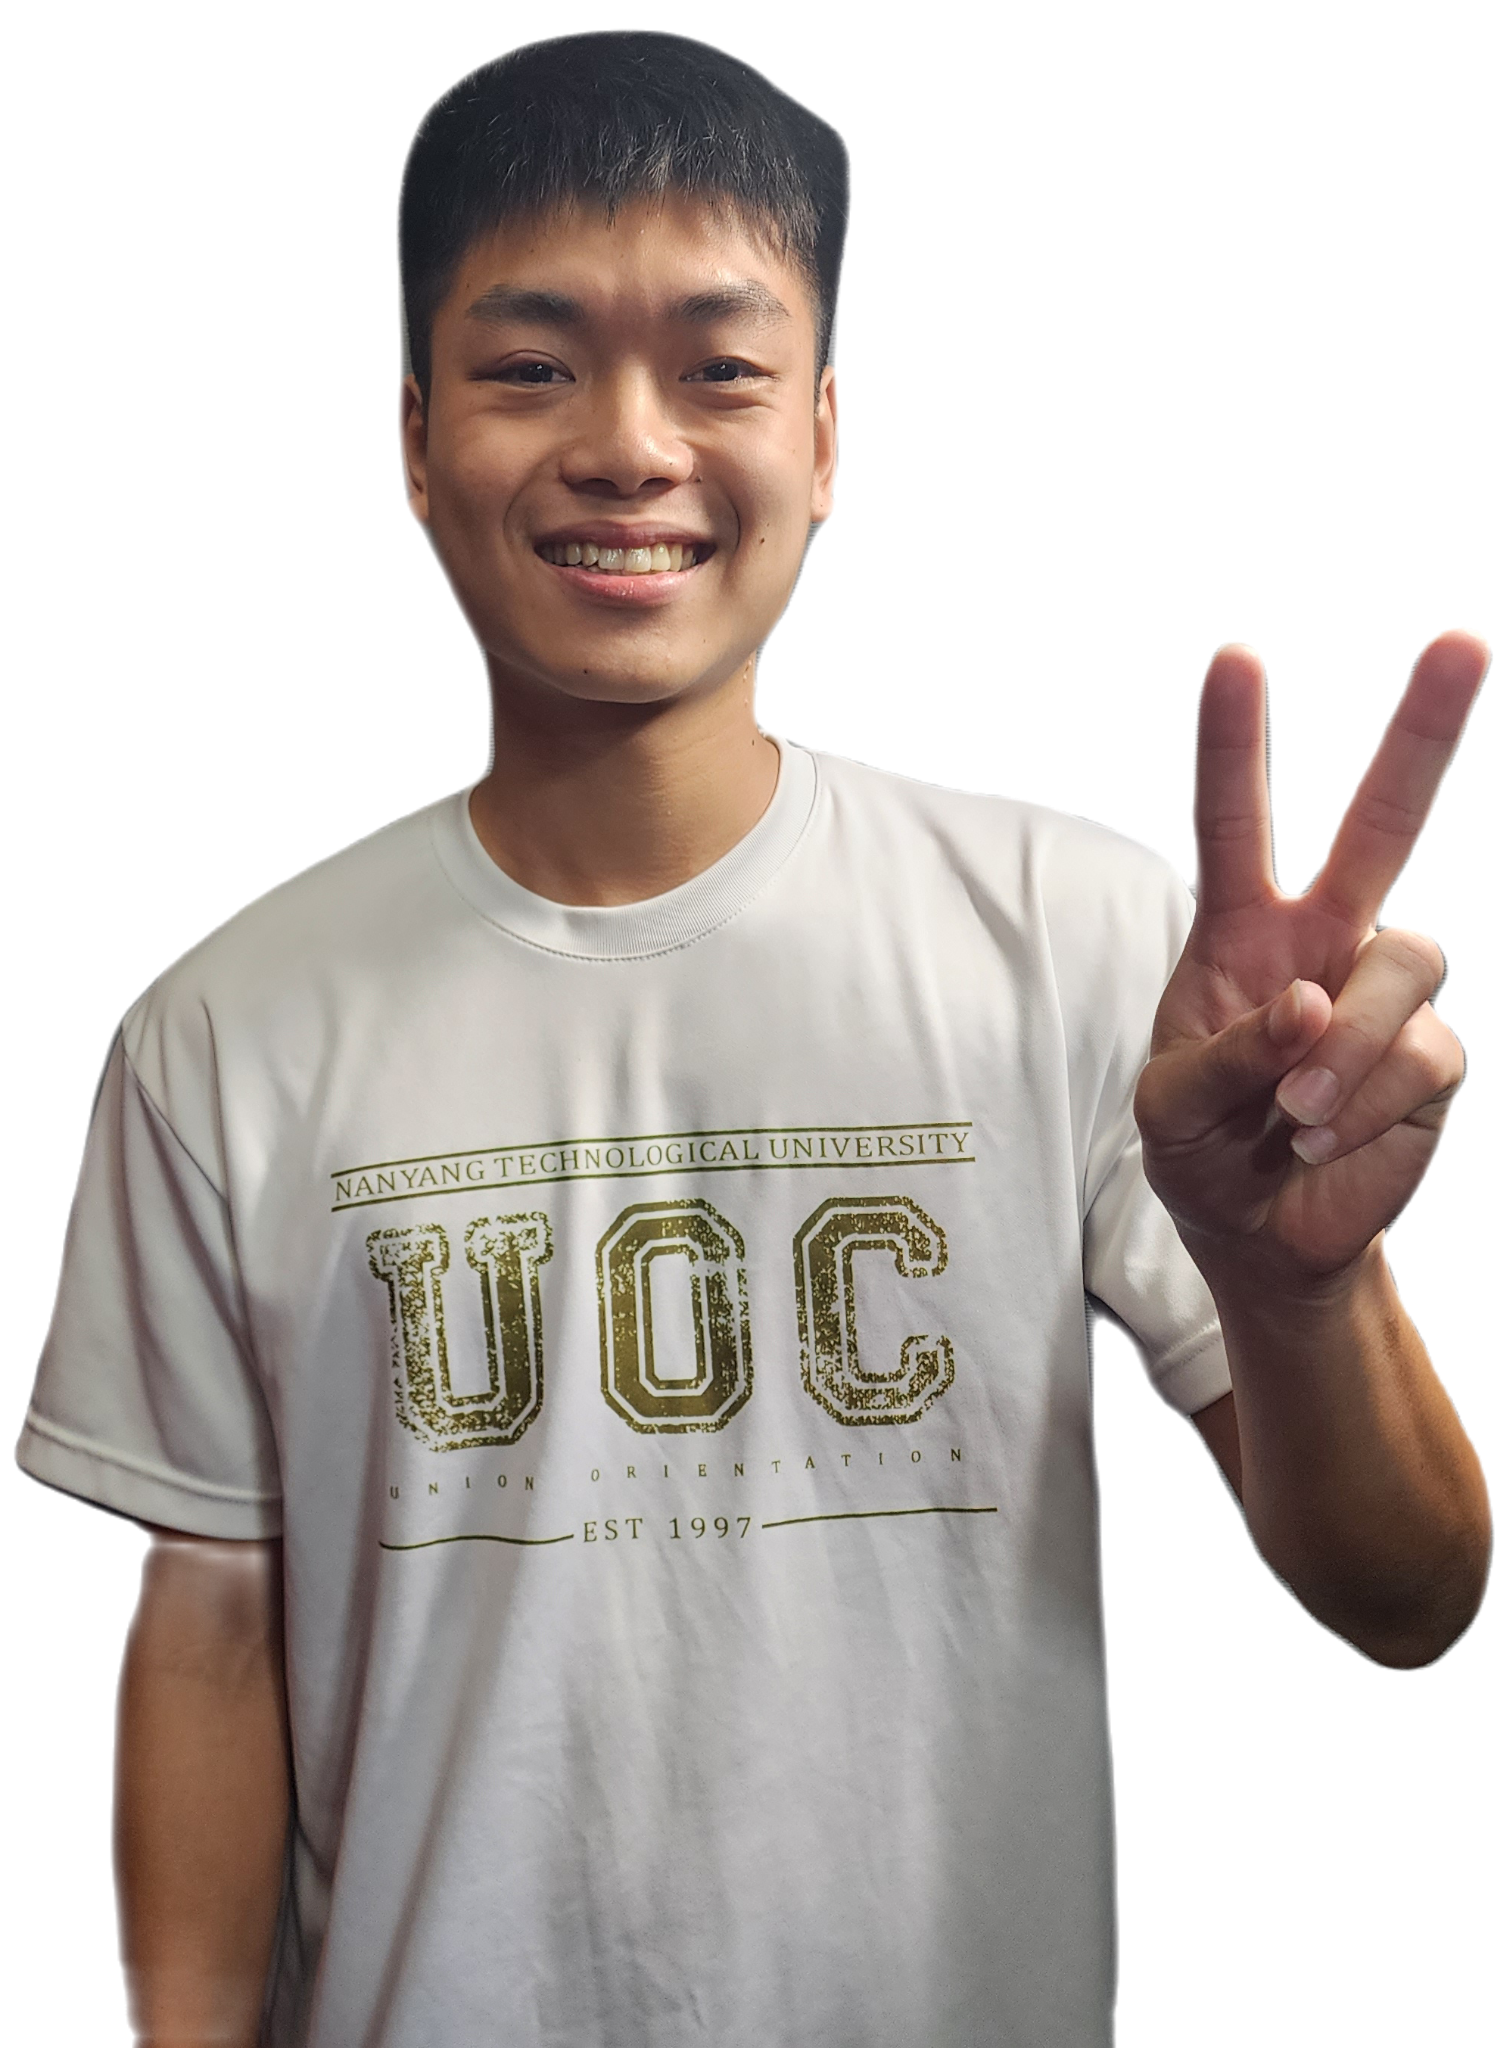 NANYANG TECHNOLOGICAL UNIVERSITY
UOC
UNION ORIENTATION
EST 1997